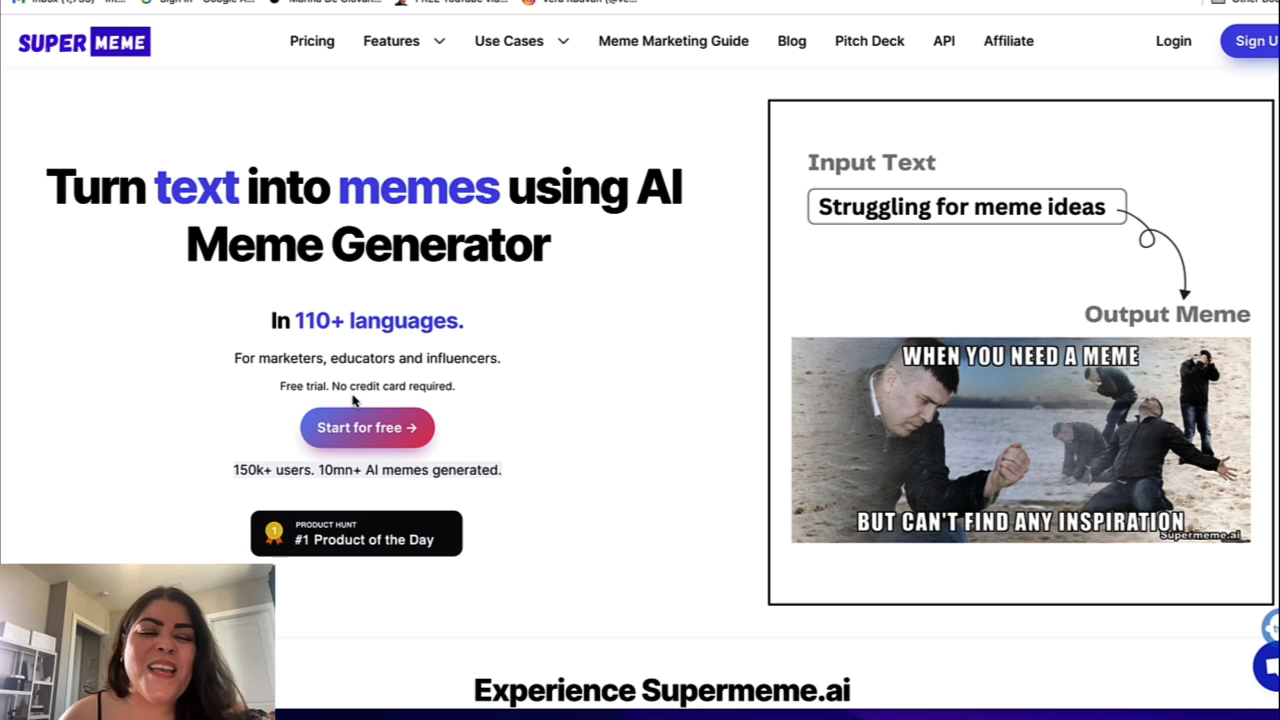 SUPER MEME
Pricing
Features
Use Cases
Meme Marketing Guide
Blog
Pitch Deck
API
Affiliate
Login
Sign U
Turn text into memes using AI
Meme Generator
In 110+ languages.
For marketers, educators and influencers.
Free trial. No credit card required.
Start for free →
150k+ users. 10mn+ AI memes generated.
PRODUCT HUNT
1
#1 Product of the Day
Input Text
Struggling for meme ideas
Output Meme
WHEN YOU NEED A MEME
BUT CAN'T FIND ANY INSPIRATION
Supermeme.ai
Experience Supermeme.ai